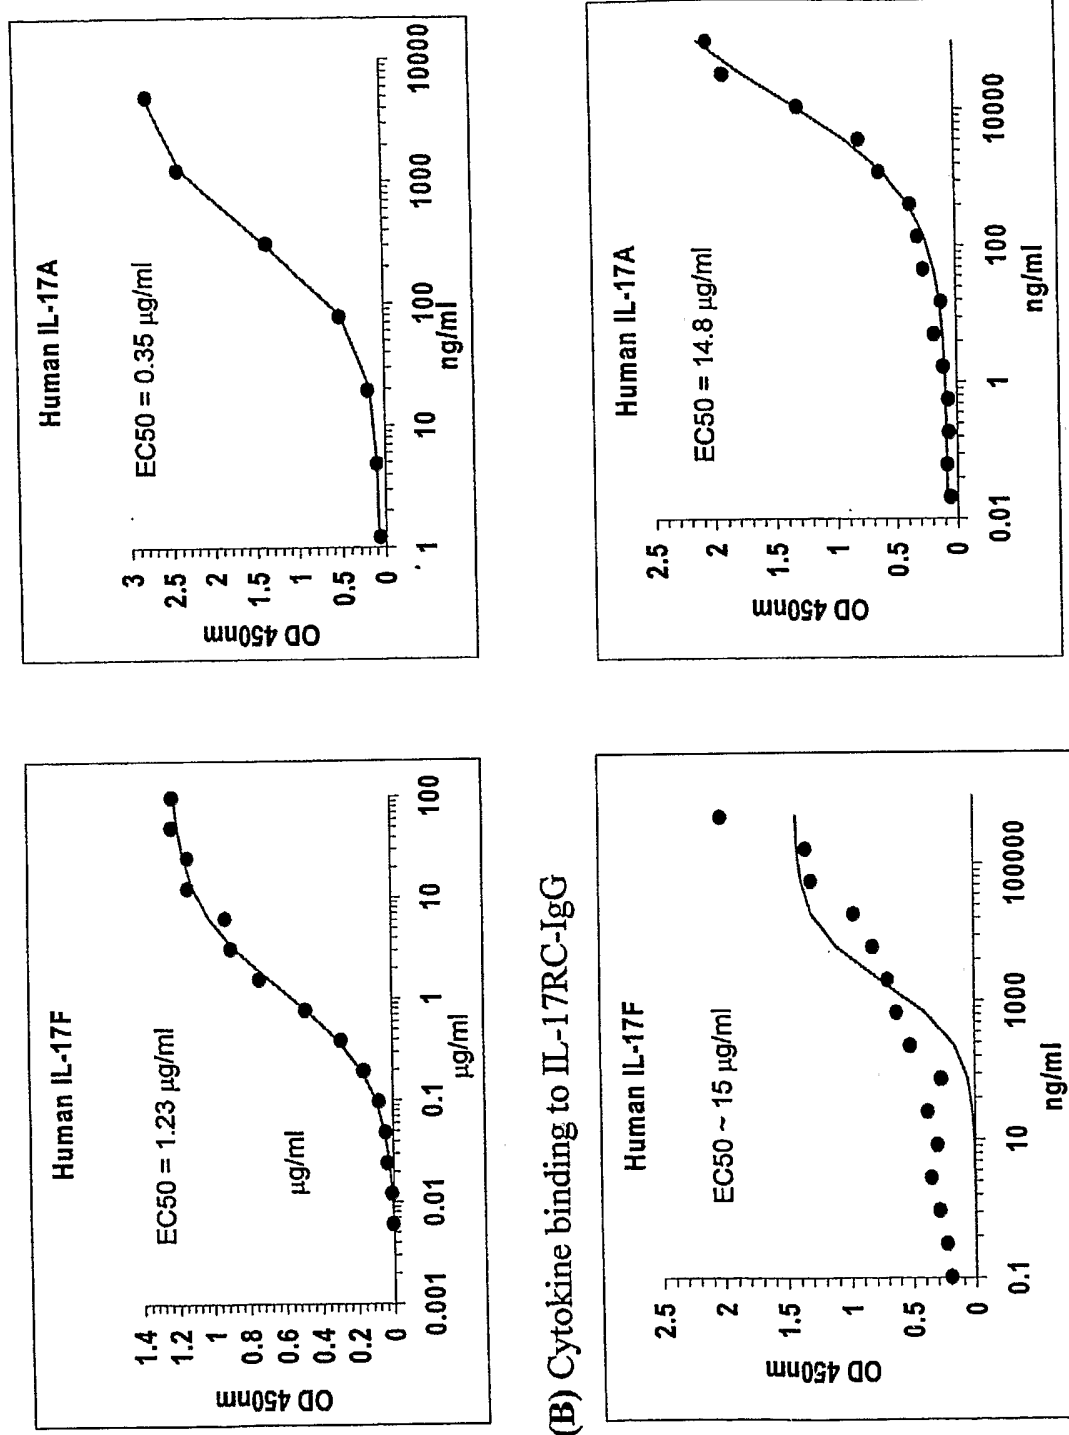 Human IL-17F
EC50 = 1.23 µg/ml
µg/ml
OD 450nm
1.4
1.2
1
0.8
0.6
0.4
0.2
0
0.001
0.01
0.1
1
10
100
µg/ml
Human IL-17A
EC50 = 0.35 µg/ml
OD 450nm
3
2.5
2
1.5
1
0.5
0
1
10
100
1000
10000
ng/ml
(B) Cytokine binding to IL-17RC-IgG
Human IL-17F
EC50 ~ 15 µg/ml
OD 450nm
2.5
2
1.5
1
0.5
0
0.1
10
1000
100000
ng/ml
Human IL-17A
EC50 = 14.8 µg/ml
OD 450nm
2.5
2
1.5
1
0.5
0
0.01
1
100
10000
ng/ml